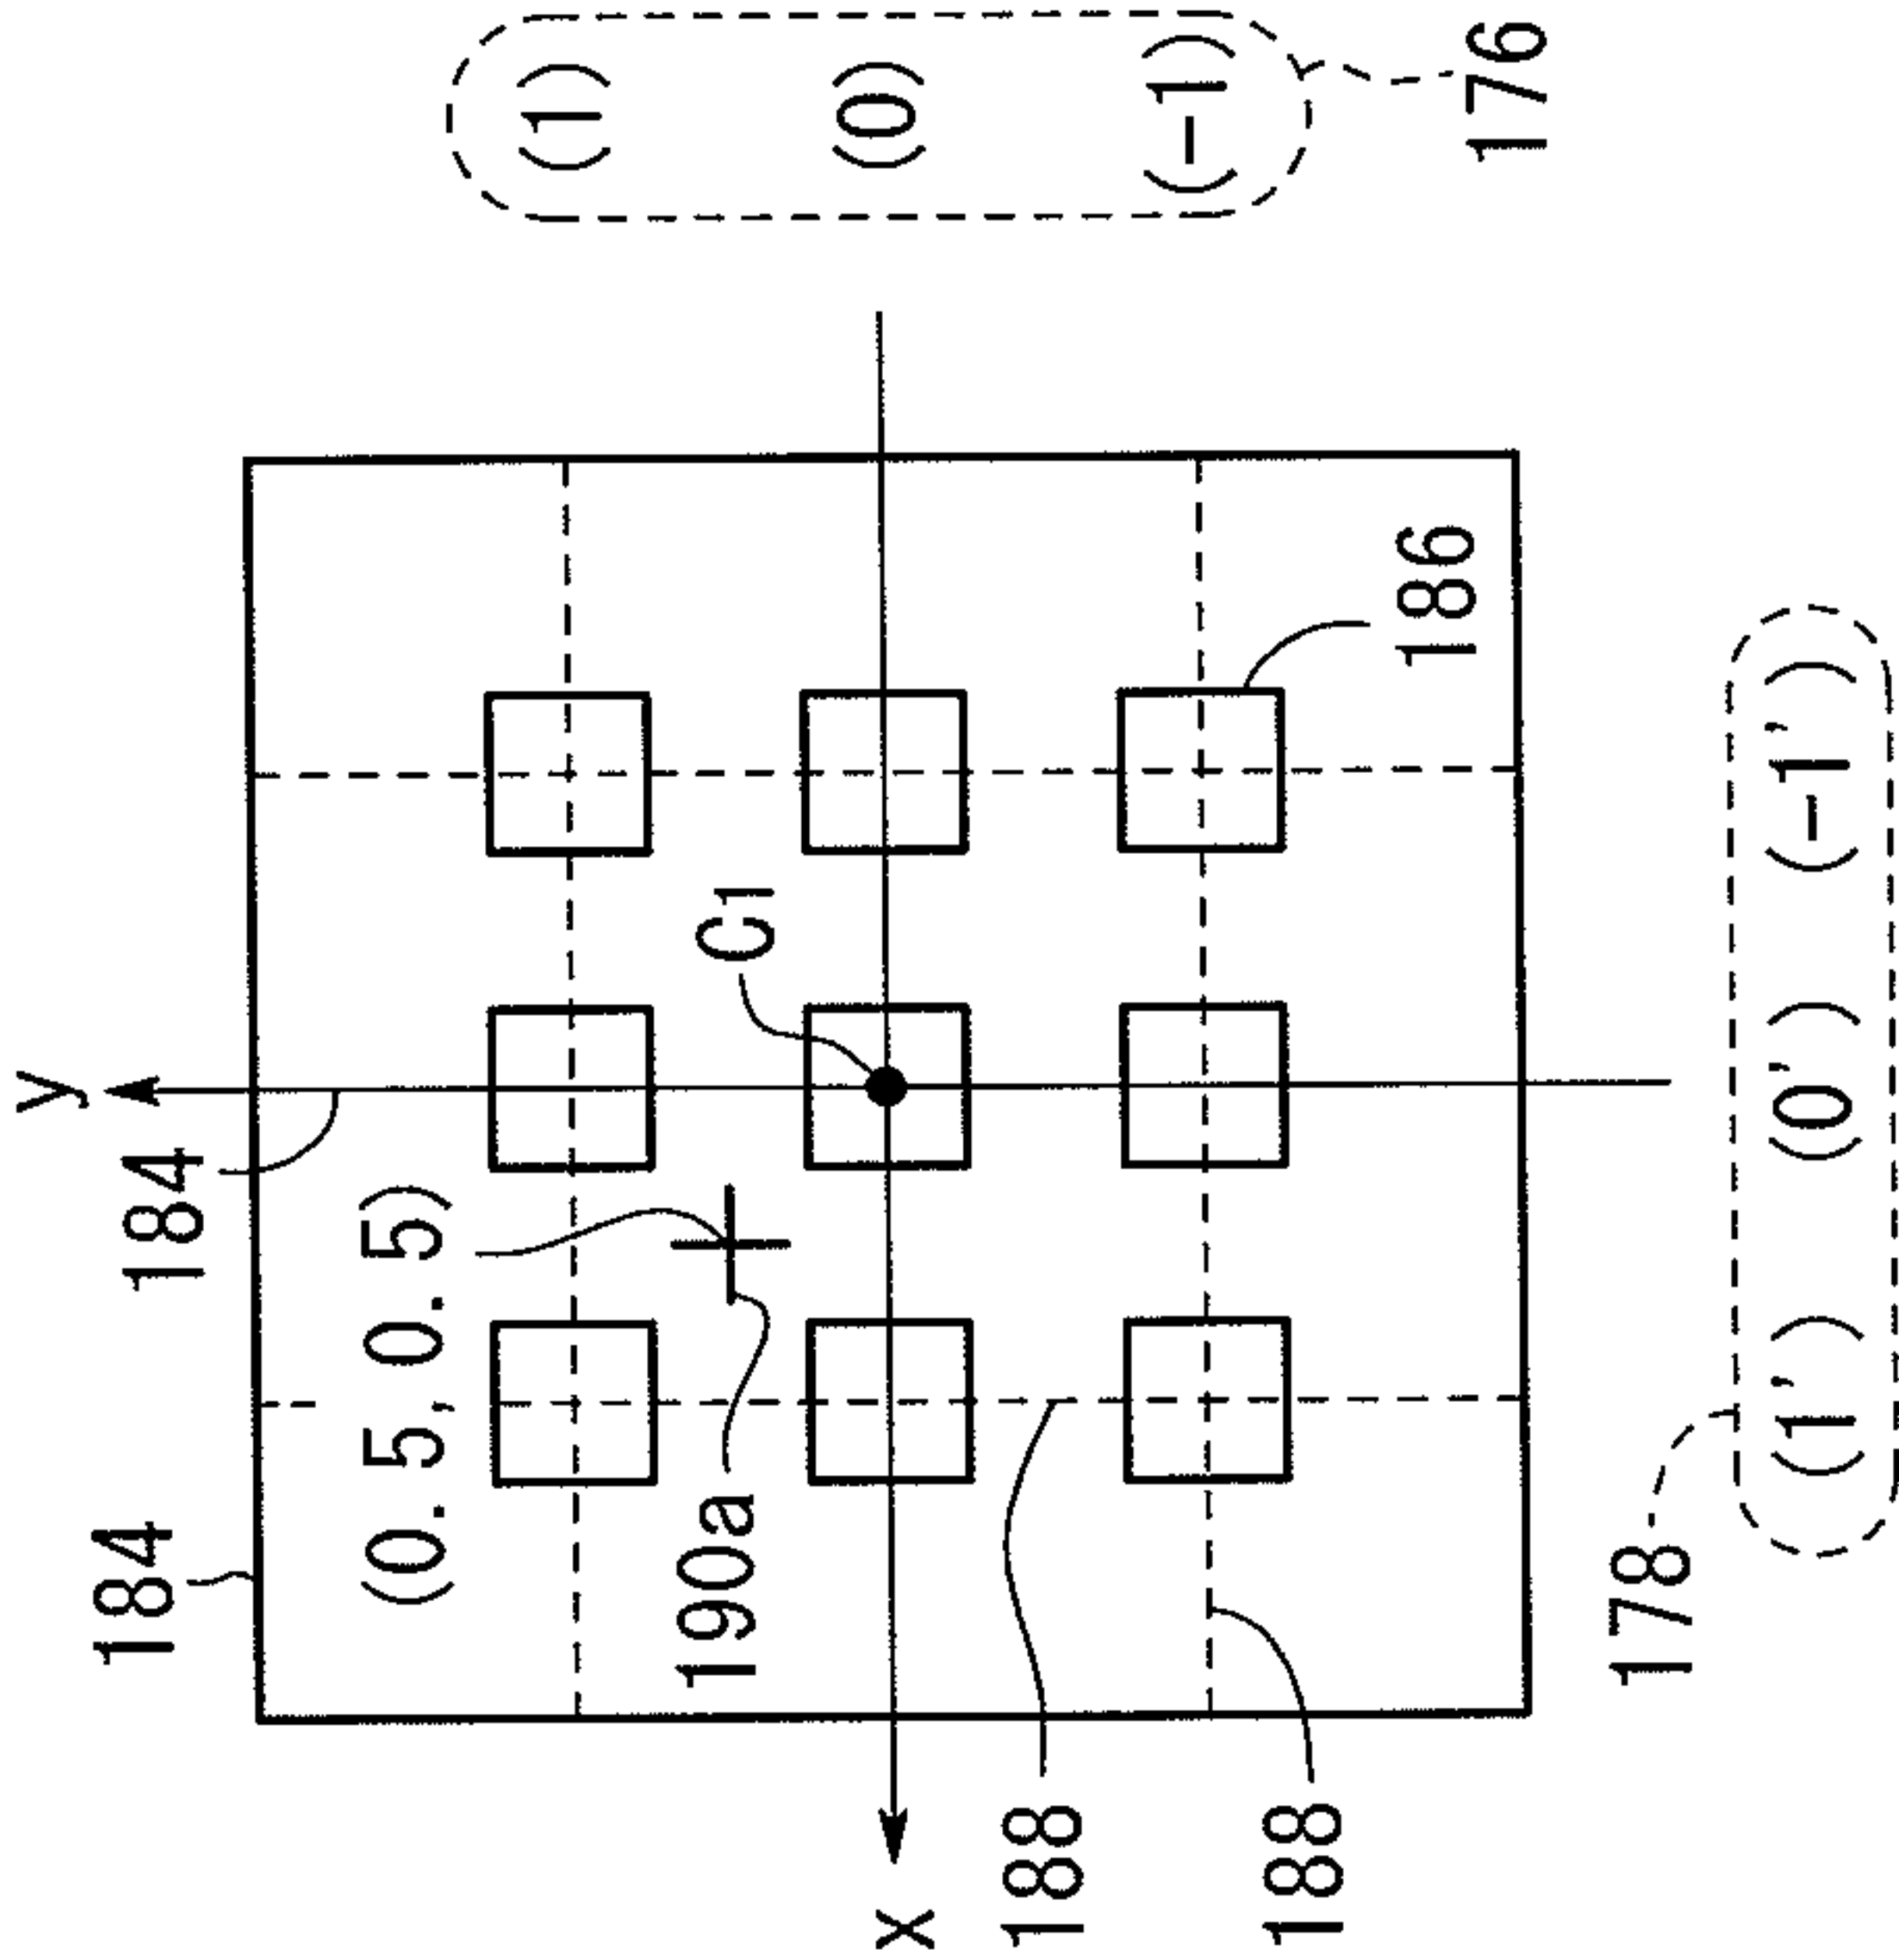 y
184
184
(0.5,0.5)
(1)
190a
C1
(0)
x
188
(-1)
188
186
176
178
(1') (0') (-1')